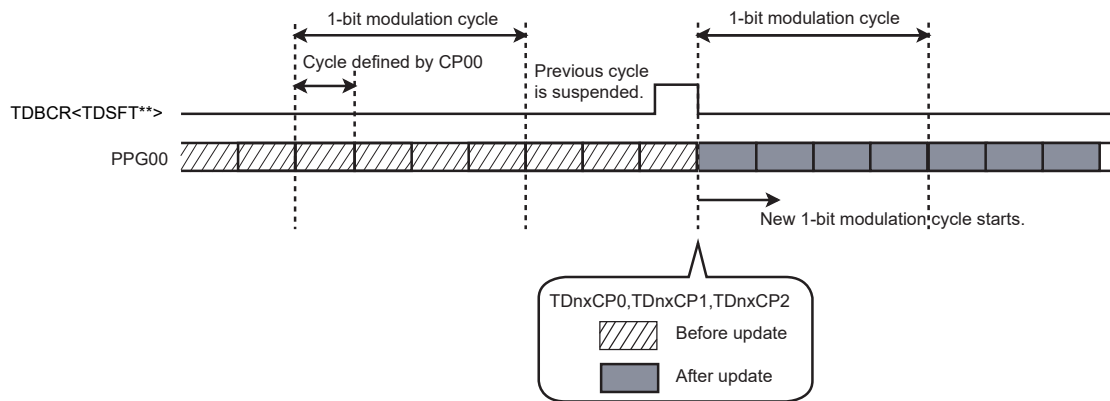 1-bit modulation cycle
1-bit modulation cycle
Cycle defined by CP00
Previous cycle
is suspended.
TDBCR<TDSFT**>
PPG00
New 1-bit modulation cycle starts.
TDnxCP0,TDnxCP1,TDnxCP2
Before update
After update